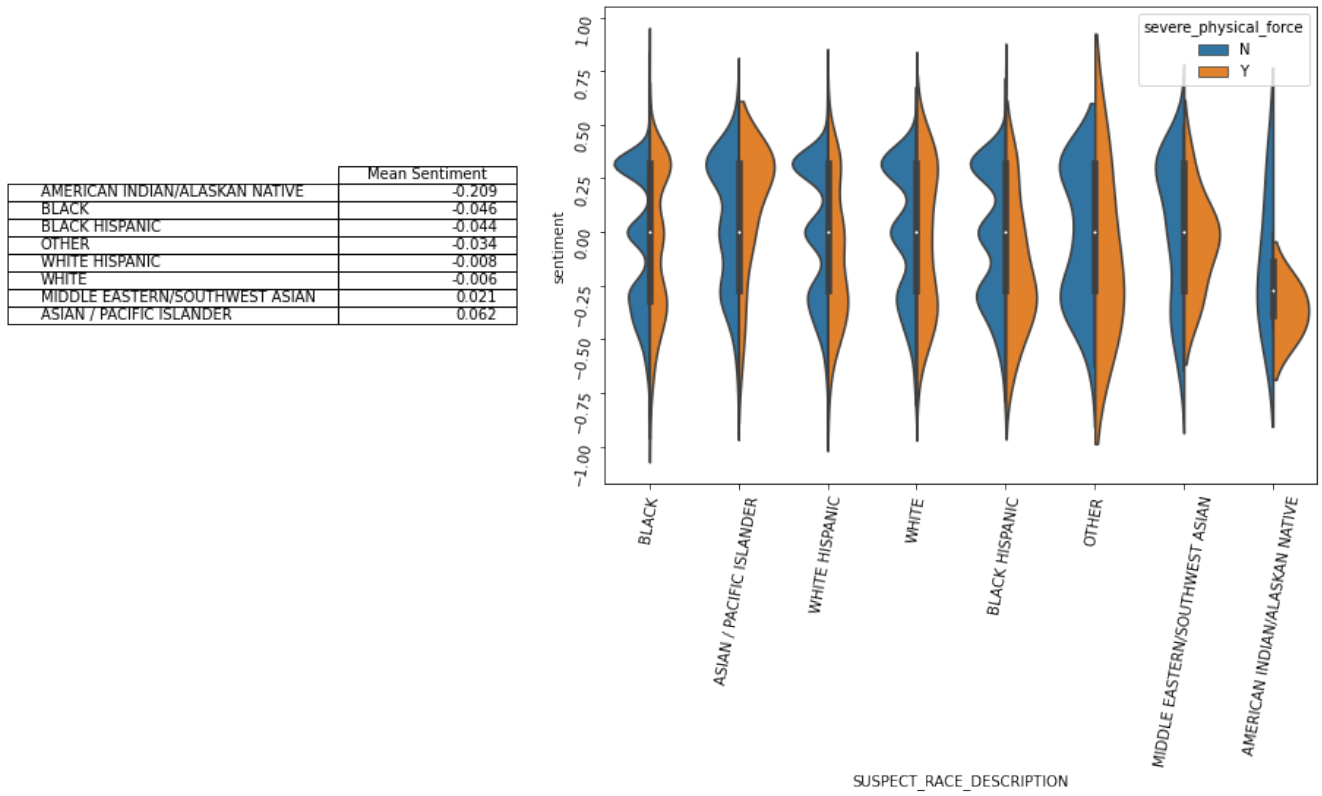 Mean Sentiment
AMERICAN INDIAN/ALASKAN NATIVE -0.209
BLACK -0.046
BLACK HISPANIC -0.044
OTHER -0.034
WHITE HISPANIC -0.008
WHITE -0.006
MIDDLE EASTERN/SOUTHWEST ASIAN 0.021
ASIAN / PACIFIC ISLANDER 0.062
severe_physical_force
N
Y
sentiment
1.00
0.75
0.50
0.25
0.00
−0.25
−0.50
−0.75
−1.00
BLACK
ASIAN / PACIFIC ISLANDER
WHITE HISPANIC
WHITE
BLACK HISPANIC
OTHER
MIDDLE EASTERN/SOUTHWEST ASIAN
AMERICAN INDIAN/ALASKAN NATIVE
SUSPECT_RACE_DESCRIPTION